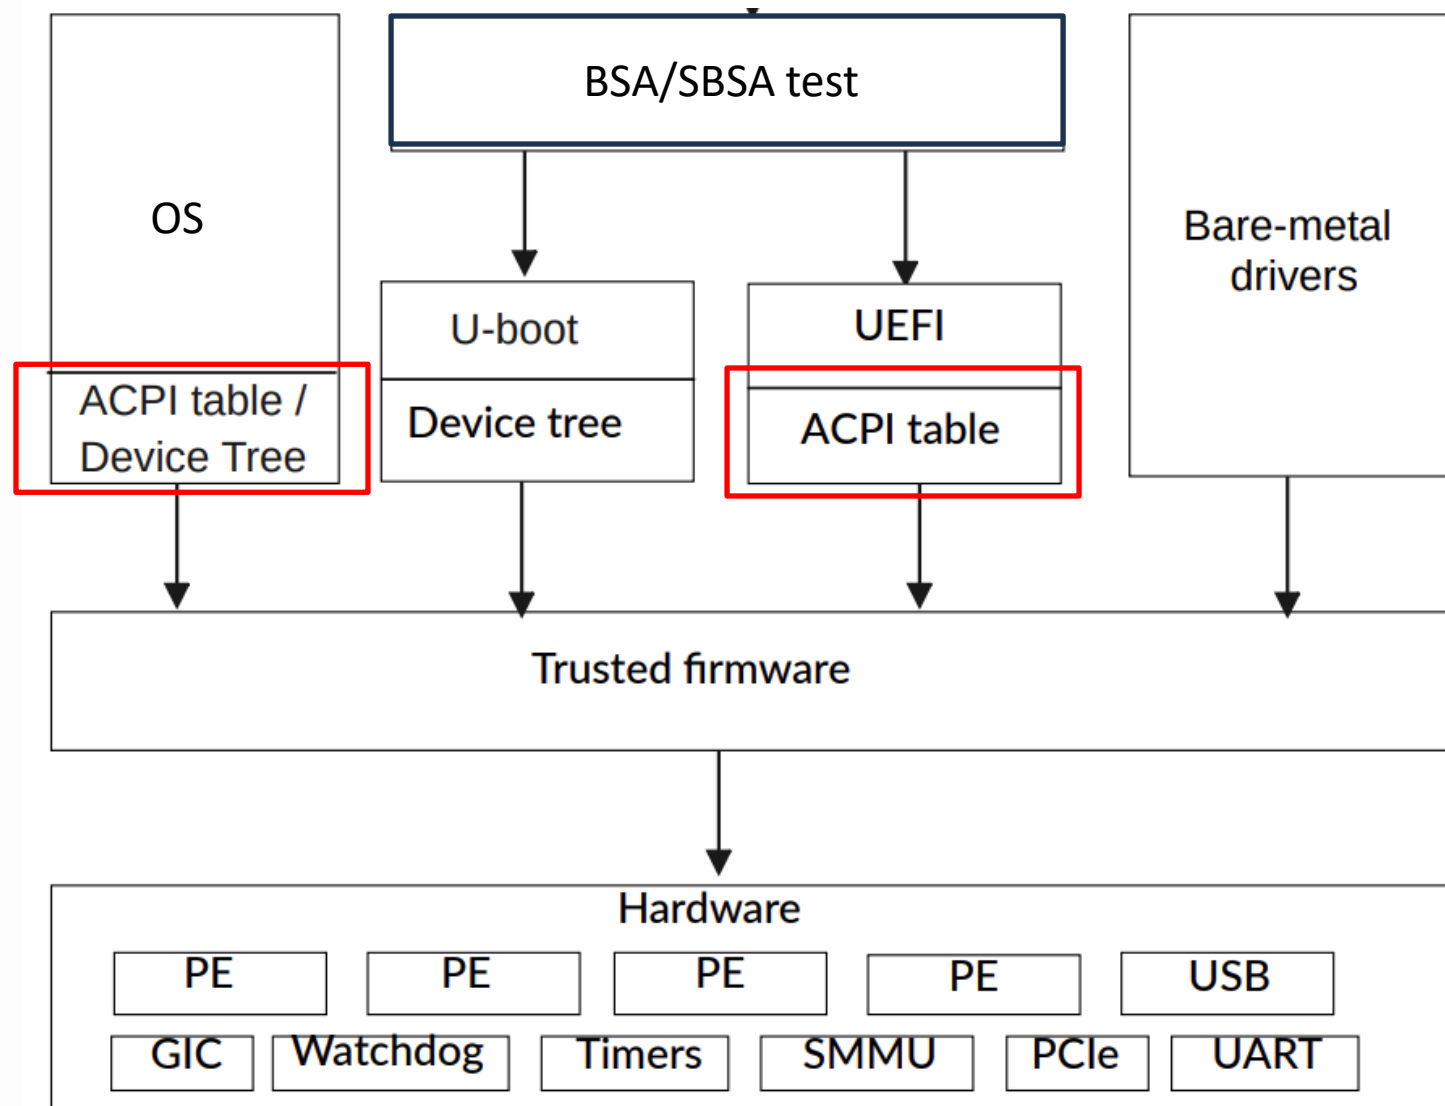 BSA/SBSA test
OS
Bare-metal
drivers
U-boot
UEFI
ACPI table /
Device Tree
Device tree
ACPI table
Trusted firmware
Hardware
PE
PE
PE
PE
USB
GIC
Watchdog
Timers
SMMU
PCIe
UART